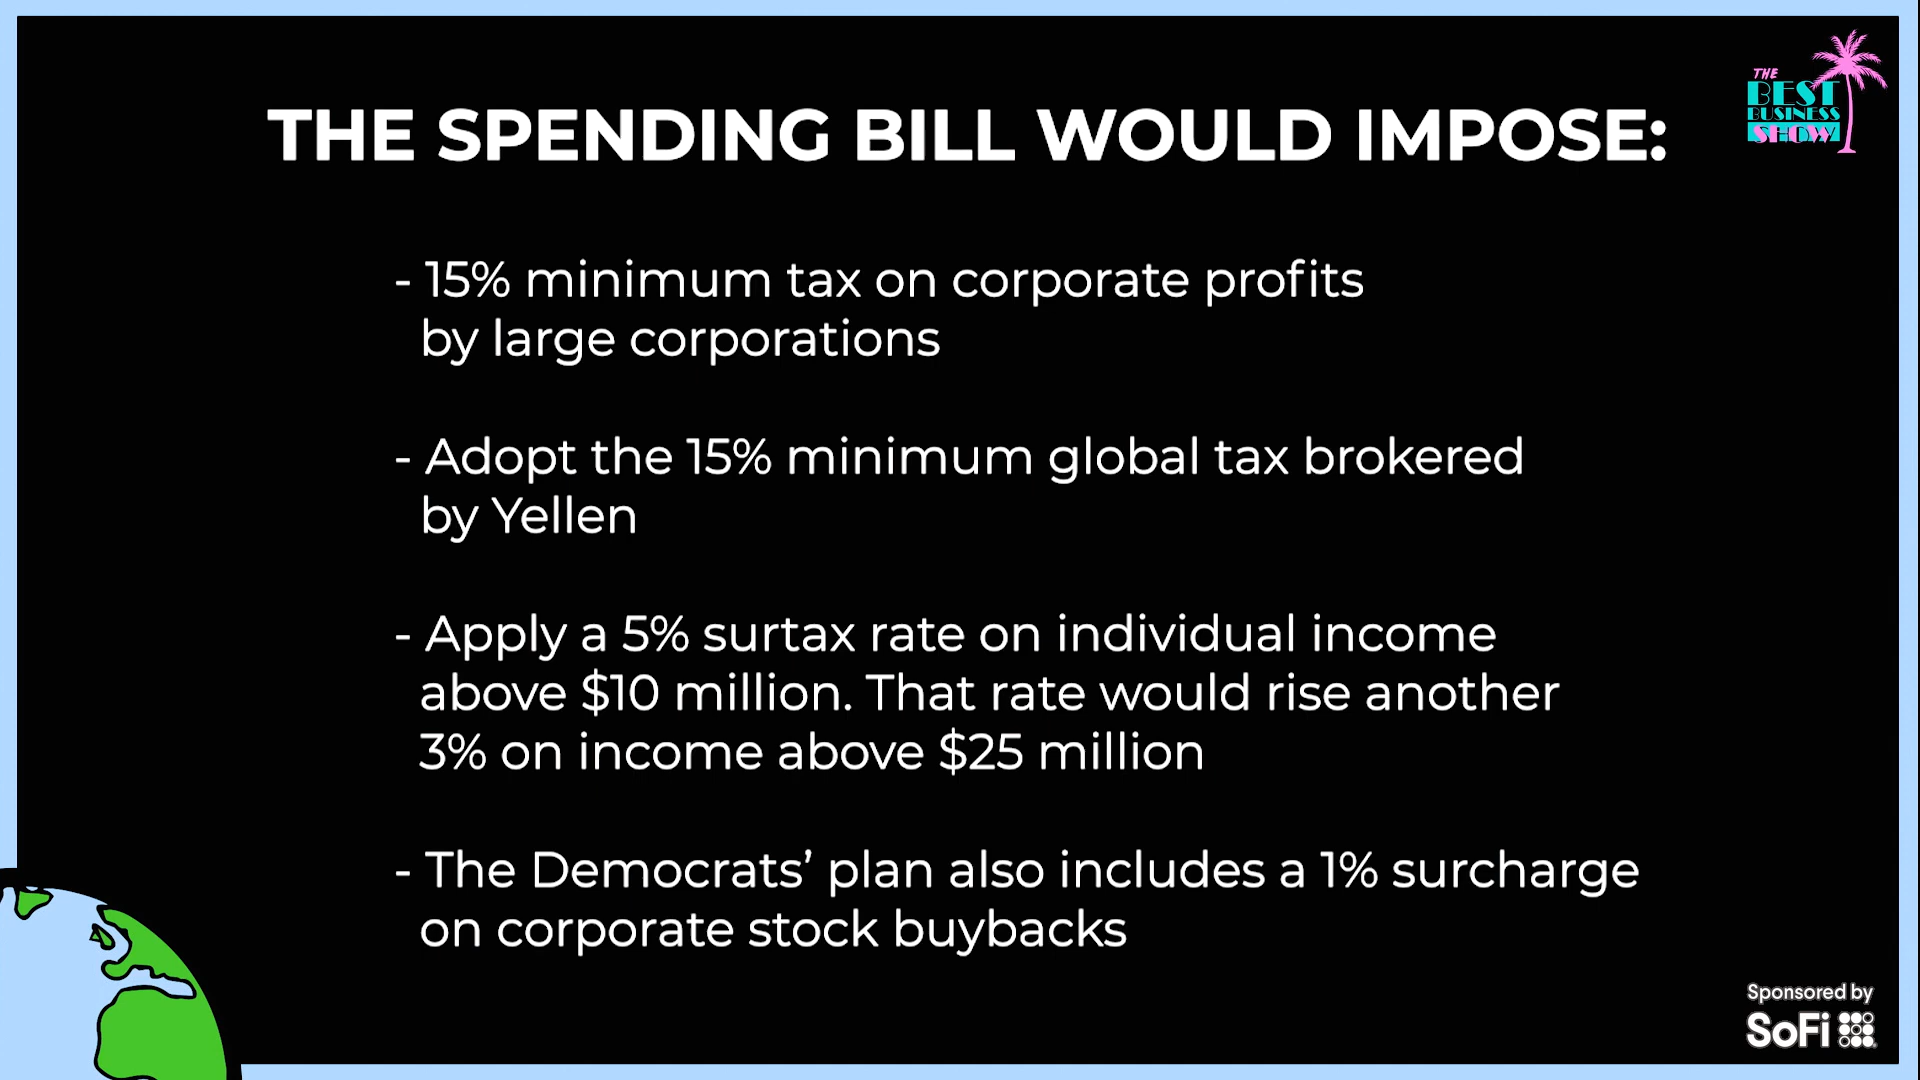 THE SPENDING BILL WOULD IMPOSE:
THE
BEST
BUSINESS
SHOW
- 15% minimum tax on corporate profits
by large corporations
- Adopt the 15% minimum global tax brokered
by Yellen
- Apply a 5% surtax rate on individual income
above $10 million. That rate would rise another
3% on income above $25 million
- The Democrats’ plan also includes a 1% surcharge
on corporate stock buybacks
Sponsored by
SoFi